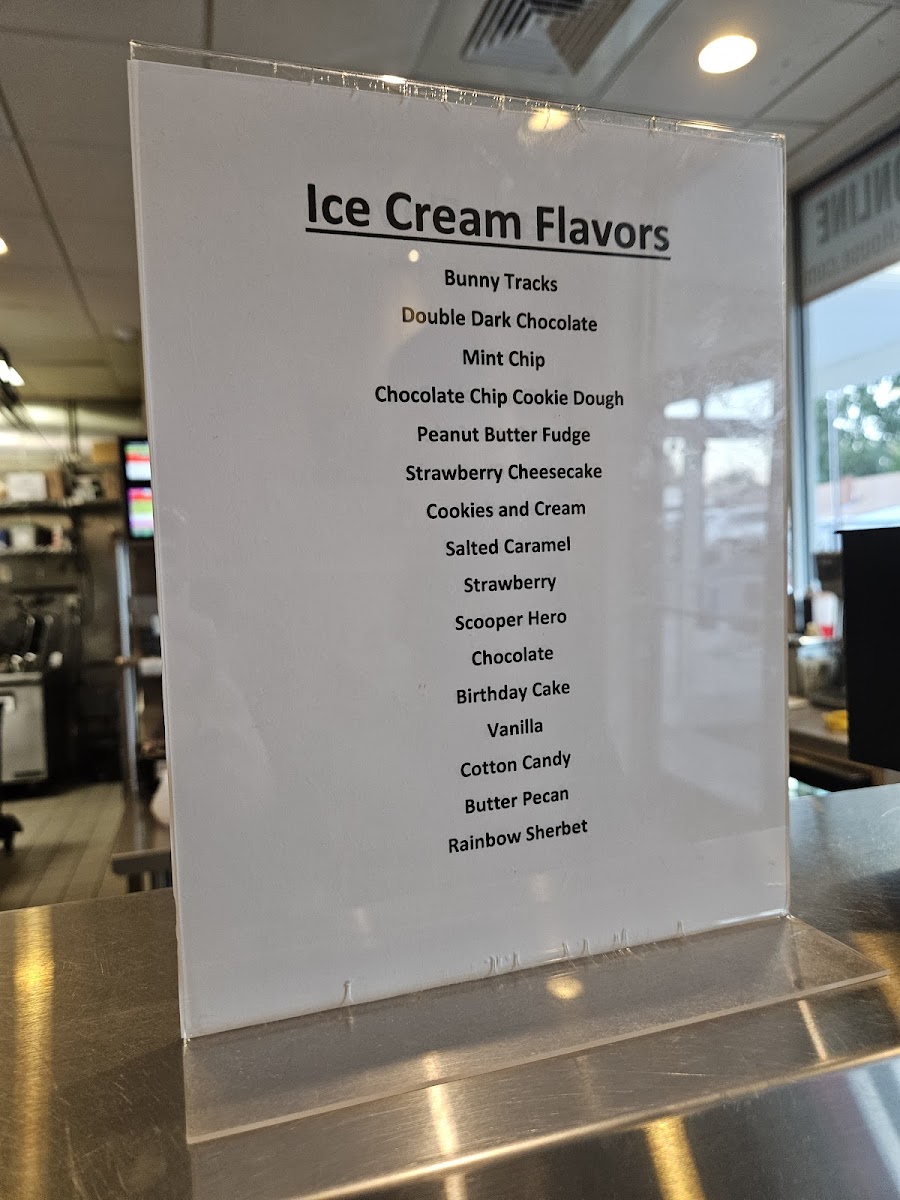 Ice Cream Flavors
Bunny Tracks
Double Dark Chocolate
Mint Chip
Chocolate Chip Cookie Dough
Peanut Butter Fudge
Strawberry Cheesecake
Cookies and Cream
Salted Caramel
Strawberry
Scooper Hero
Chocolate
Birthday Cake
Vanilla
Cotton Candy
Butter Pecan
Rainbow Sherbet
ONLINE